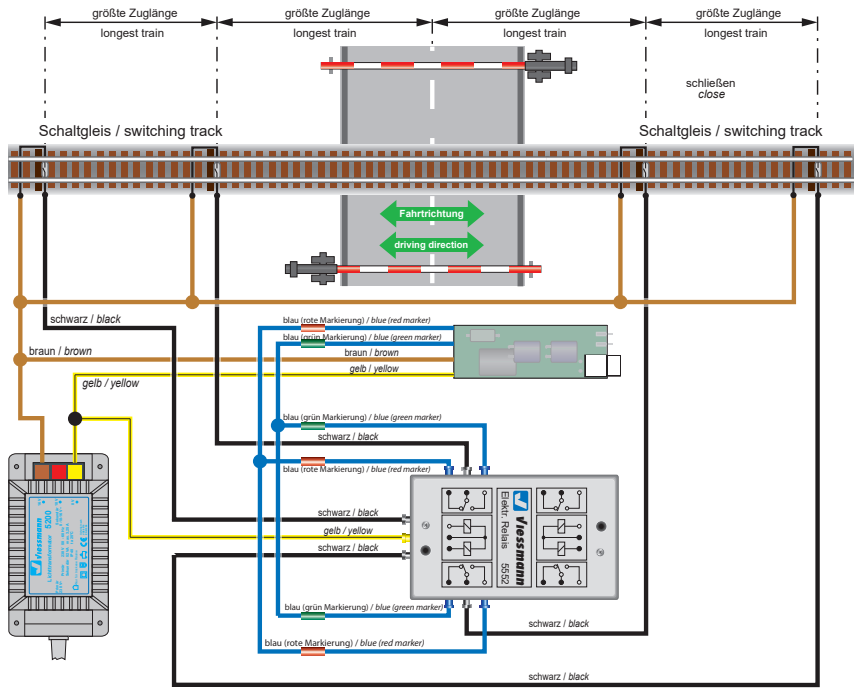 größte Zuglänge
longest train
größte Zuglänge
longest train
größte Zuglänge
longest train
größte Zuglänge
longest train
schließen
close
Schaltgleis / switching track
Schaltgleis / switching track
Fahrtrichtung
driving direction
blau (rote Markierung) / blue (red marker)
schwarz / black
blau (grün Markierung) / blue (green marker)
braun / brown
braun / brown
gelb / yellow
gelb / yellow
blau (grün Markierung) / blue (green marker)
schwarz / black
blau (rote Markierung) / blue (red marker)
schwarz / black
gelb / yellow
schwarz / black
viessmann
Lichttransformator 5200
viessmann
Elektr. Relais
5552
blau (grün Markierung) / blue (green marker)
schwarz / black
blau (rote Markierung) / blue (red marker)
schwarz / black